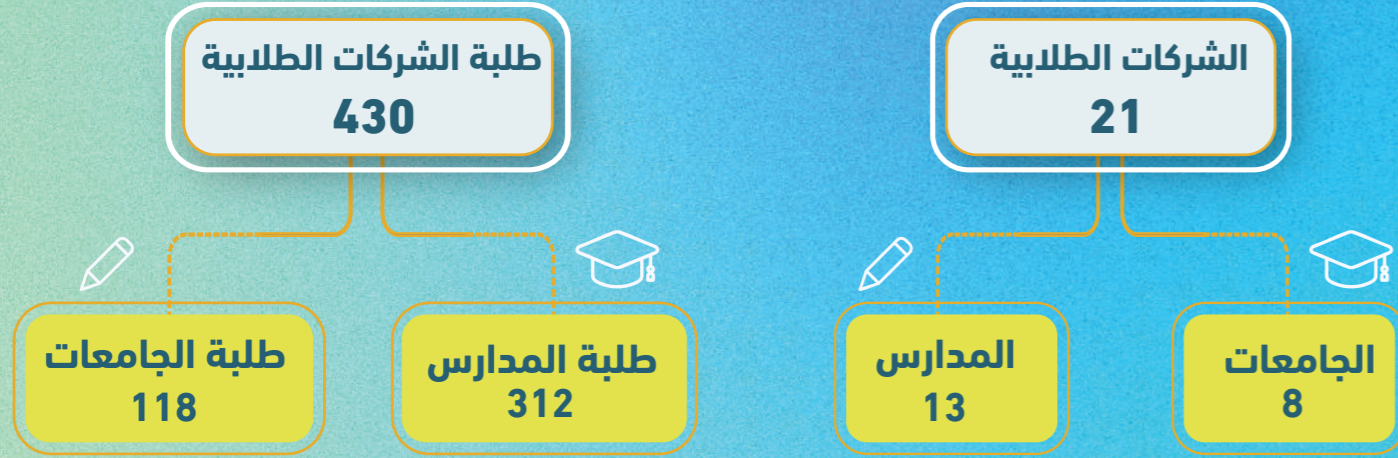 الشركات الطلابية
21
الجامعات
8
المدارس
13
طلبة الشركات الطلابية
430
طلبة المدارس
312
طلبة الجامعات
118